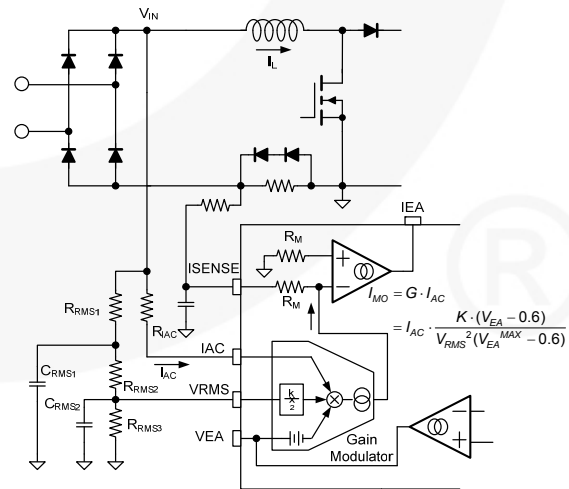 V_IN
I_L
IEA
R_M
+
−
ISENSE
R_M
I_MO = G · I_AC
= I_AC · K · (V_EA − 0.6) / V_RMS² (V_EA^MAX − 0.6)
R_RMS1
R_IAC
IAC
I_AC
C_RMS1
R_RMS2
k
x
2
VRMS
C_RMS2
R_RMS3
VEA
Gain
Modulator
−
+
®